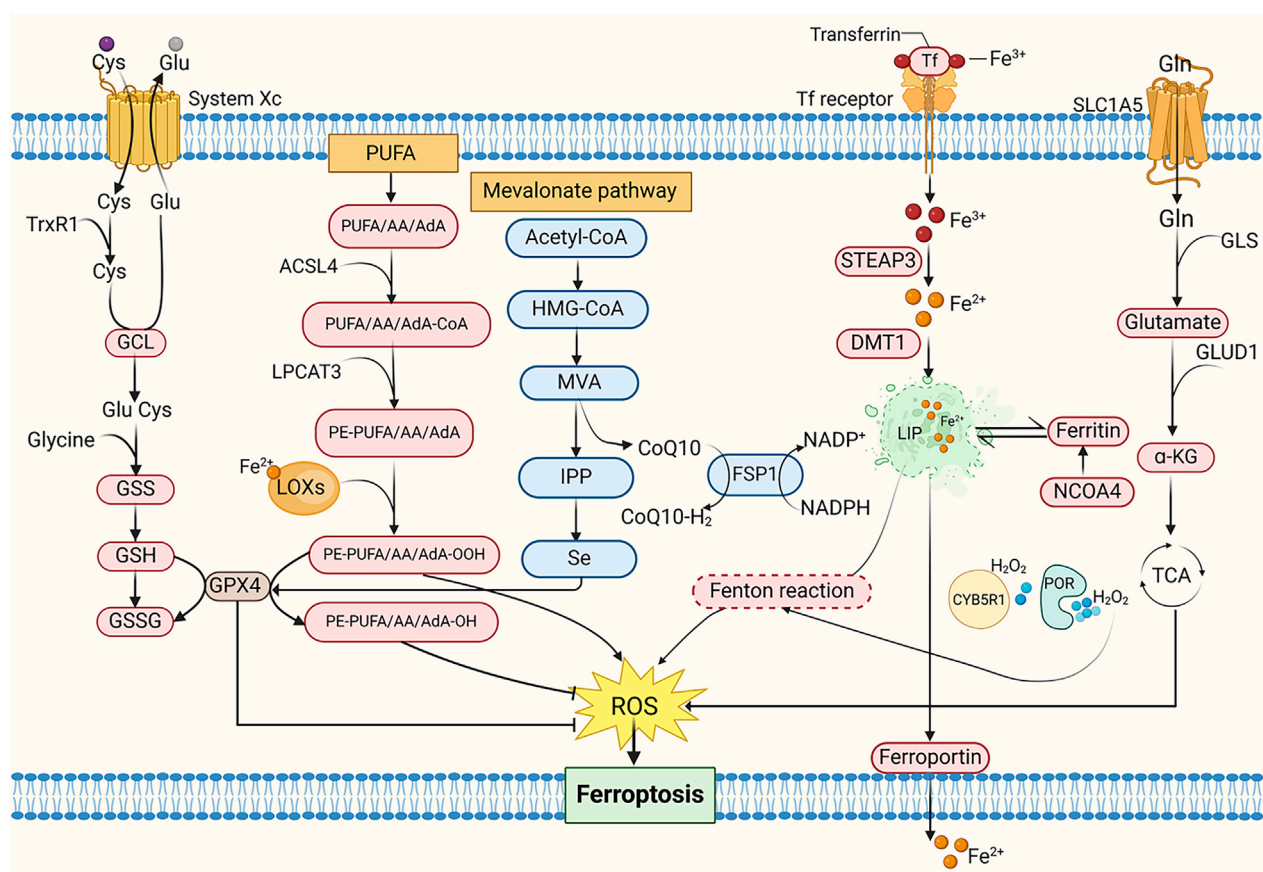 Cys
Glu
System Xc
Transferrin
Tf
Fe³⁺
Tf receptor
Gln
SLC1A5
PUFA
Mevalonate pathway
Cys
Glu
TrxR1
Cys
GCL
Glu Cys
Glycine
GSS
GSH
GSSG
GPX4
PUFA/AA/AdA
ACSL4
PUFA/AA/AdA-CoA
LPCAT3
PE-PUFA/AA/AdA
Fe²⁺
LOXs
PE-PUFA/AA/AdA-OOH
PE-PUFA/AA/AdA-OH
Acetyl-CoA
HMG-CoA
MVA
IPP
Se
CoQ10
CoQ10-H₂
FSP1
NADP⁺
NADPH
Fe³⁺
STEAP3
Fe²⁺
DMT1
LIP
Fe²⁺
Ferritin
NCOA4
Gln
GLS
Glutamate
GLUD1
α-KG
TCA
Fenton reaction
CYB5R1
H₂O₂
POR
H₂O₂
ROS
Ferroptosis
Ferroportin
Fe²⁺